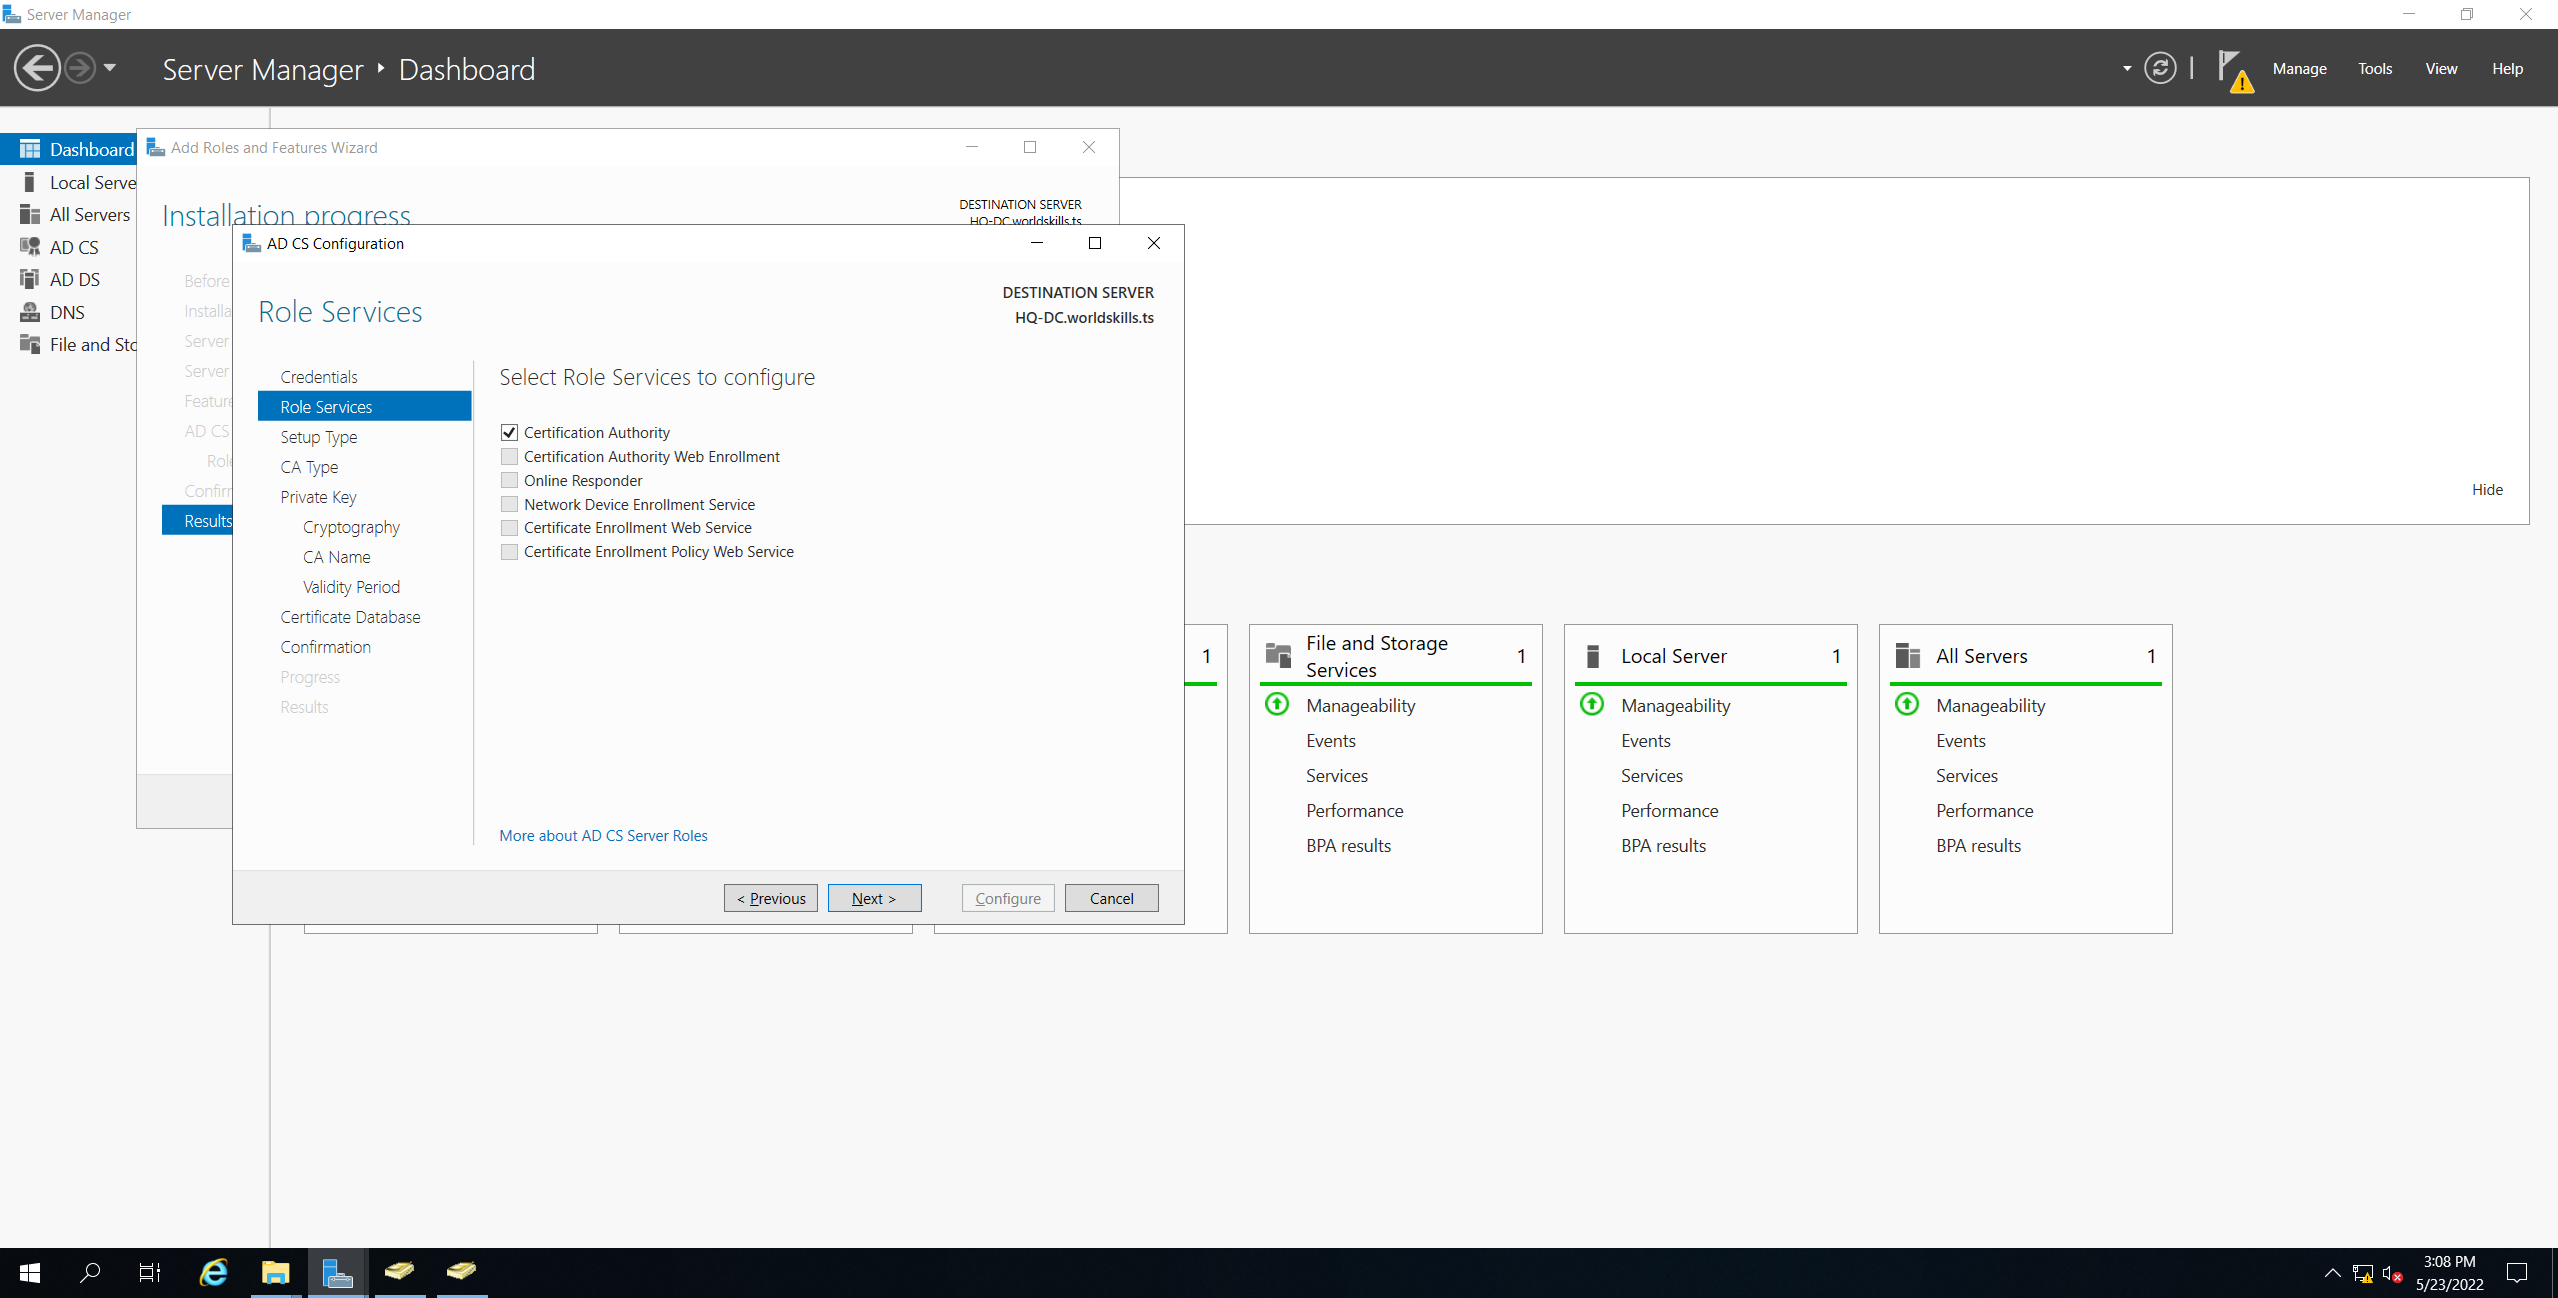 Server Manager
Server Manager ‣ Dashboard
Manage
Tools
View
Help
Dashboard
Local Serve
All Servers
AD CS
AD DS
DNS
File and Sto
Add Roles and Features Wizard
Installation progress
DESTINATION SERVER
HQ-DC.worldskills.ts
Before
Installa
Server
Server
Feature
AD CS
Role
Confirm
Results
AD CS Configuration
Role Services
DESTINATION SERVER
HQ-DC.worldskills.ts
Credentials
Role Services
Setup Type
CA Type
Private Key
Cryptography
CA Name
Validity Period
Certificate Database
Confirmation
Progress
Results
Select Role Services to configure
Certification Authority
Certification Authority Web Enrollment
Online Responder
Network Device Enrollment Service
Certificate Enrollment Web Service
Certificate Enrollment Policy Web Service
More about AD CS Server Roles
< Previous
Next >
Configure
Cancel
Hide
1
File and Storage
Services
1
Manageability
Events
Services
Performance
BPA results
Local Server
1
Manageability
Events
Services
Performance
BPA results
All Servers
1
Manageability
Events
Services
Performance
BPA results
3:08 PM
5/23/2022